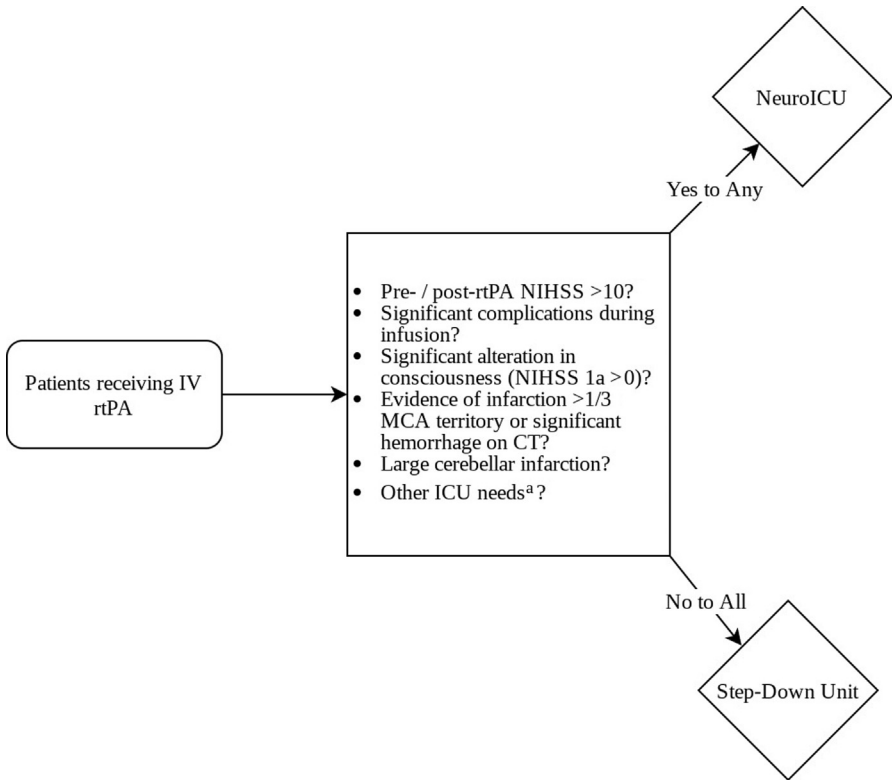 NeuroICU
Yes to Any
• Pre- / post-rtPA NIHSS >10?
• Significant complications during
infusion?
• Significant alteration in
consciousness (NIHSS 1a >0)?
• Evidence of infarction >1/3
MCA territory or significant
hemorrhage on CT?
• Large cerebellar infarction?
• Other ICU needsᵃ?
Patients receiving IV
rtPA
No to All
Step-Down Unit